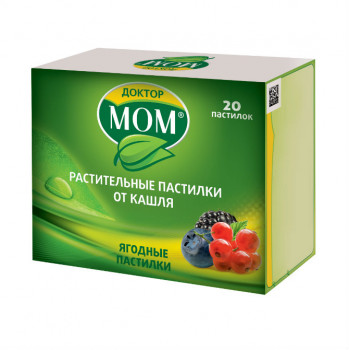 ДОКТОР
МОМ®
20
пастилок
РАСТИТЕЛЬНЫЕ ПАСТИЛКИ
ОТ КАШЛЯ
ЯГОДНЫЕ
ПАСТИЛКИ